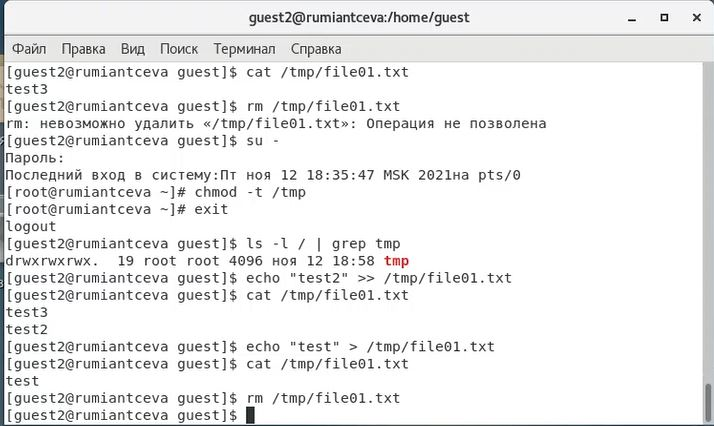 guest2@rumiantceva:/home/guest
Файл Правка Вид Поиск Терминал Справка
[guest2@rumiantceva guest]$ cat /tmp/file01.txt
test3
[guest2@rumiantceva guest]$ rm /tmp/file01.txt
rm: невозможно удалить «/tmp/file01.txt»: Операция не позволена
[guest2@rumiantceva guest]$ su -
Пароль:
Последний вход в систему:Пт ноя 12 18:35:47 MSK 2021на pts/0
[root@rumiantceva ~]# chmod -t /tmp
[root@rumiantceva ~]# exit
logout
[guest2@rumiantceva guest]$ ls -l / | grep tmp
drwxrwxrwx.  19 root root 4096 ноя 12 18:58 tmp
[guest2@rumiantceva guest]$ echo "test2" >> /tmp/file01.txt
[guest2@rumiantceva guest]$ cat /tmp/file01.txt
test3
test2
[guest2@rumiantceva guest]$ echo "test" > /tmp/file01.txt
[guest2@rumiantceva guest]$ cat /tmp/file01.txt
test
[guest2@rumiantceva guest]$ rm /tmp/file01.txt
[guest2@rumiantceva guest]$